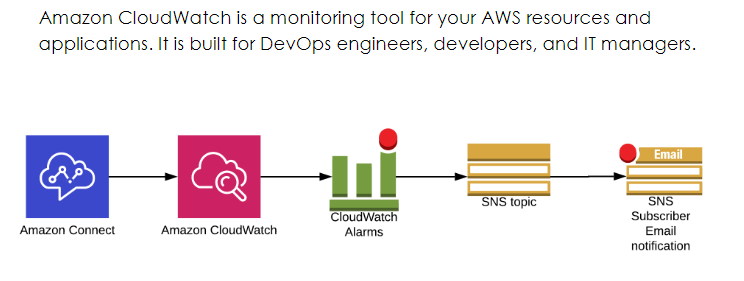 Amazon CloudWatch is a monitoring tool for your AWS resources and
applications. It is built for DevOps engineers, developers, and IT managers.
Email
Amazon Connect
Amazon CloudWatch
CloudWatch
Alarms
SNS topic
SNS
Subscriber
Email
notification